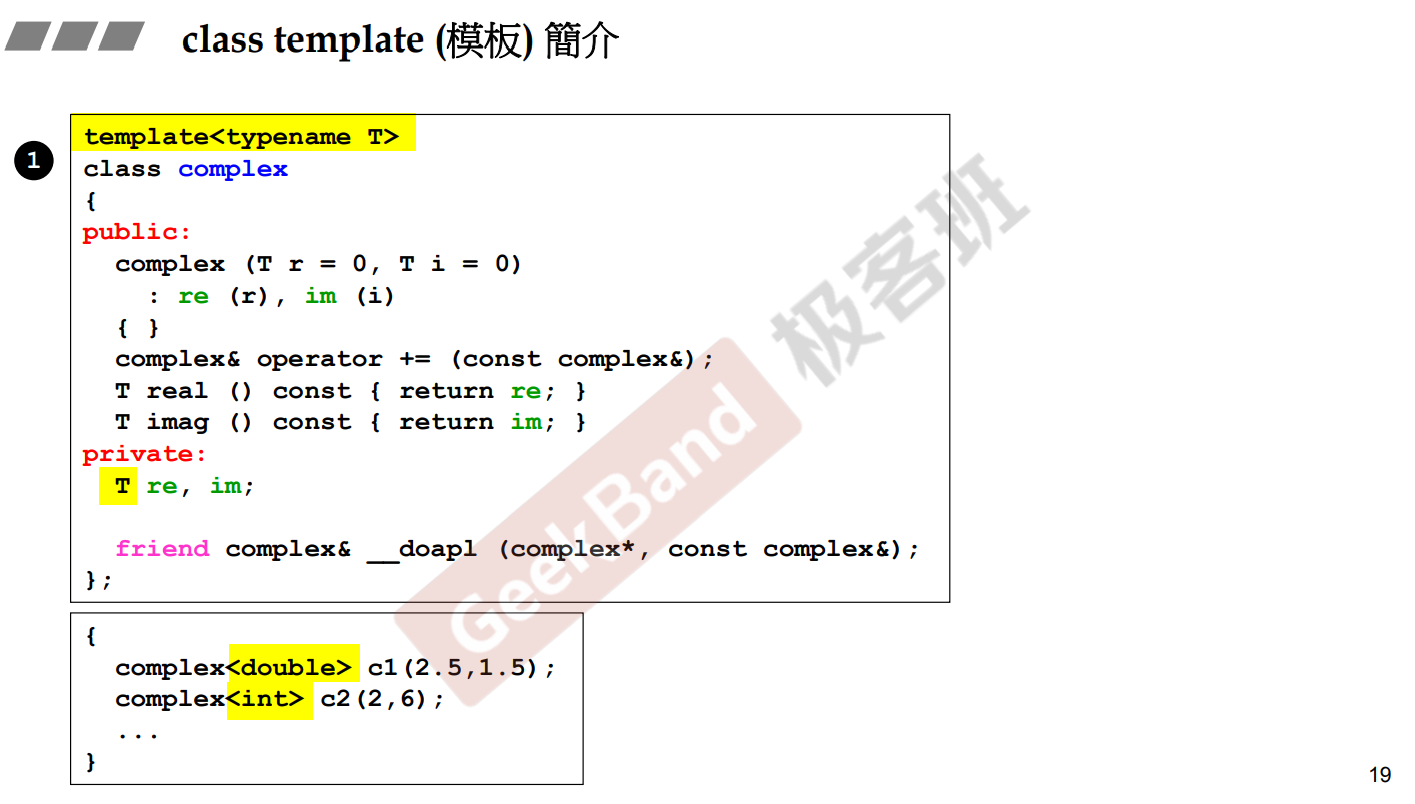 class template (模板) 簡介
1
template<typename T>
class complex
{
public:
  complex (T r = 0, T i = 0)
    : re (r), im (i)
  { }
  complex& operator += (const complex&);
  T real () const { return re; }
  T imag () const { return im; }
private:
  T re, im;
  friend complex& __doapl (complex*, const complex&);
};
{
  complex<double> c1(2.5,1.5);
  complex<int> c2(2,6);
  ...
}
GeekBand 极客班
19